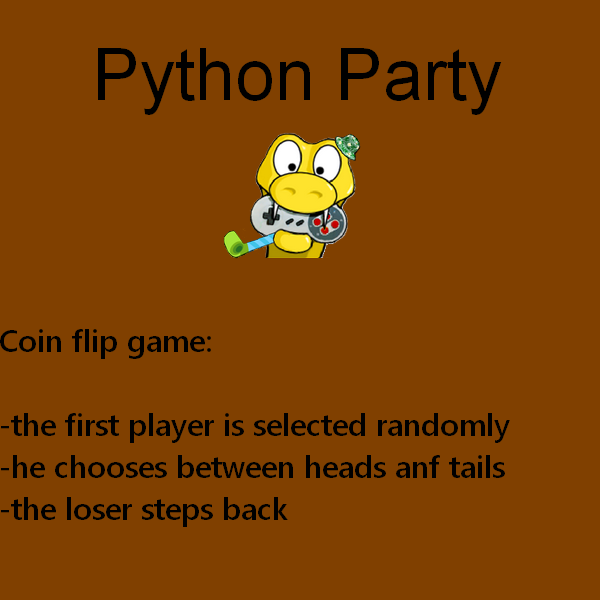 Python Party
Coin flip game:
-the first player is selected randomly
-he chooses between heads anf tails
-the loser steps back